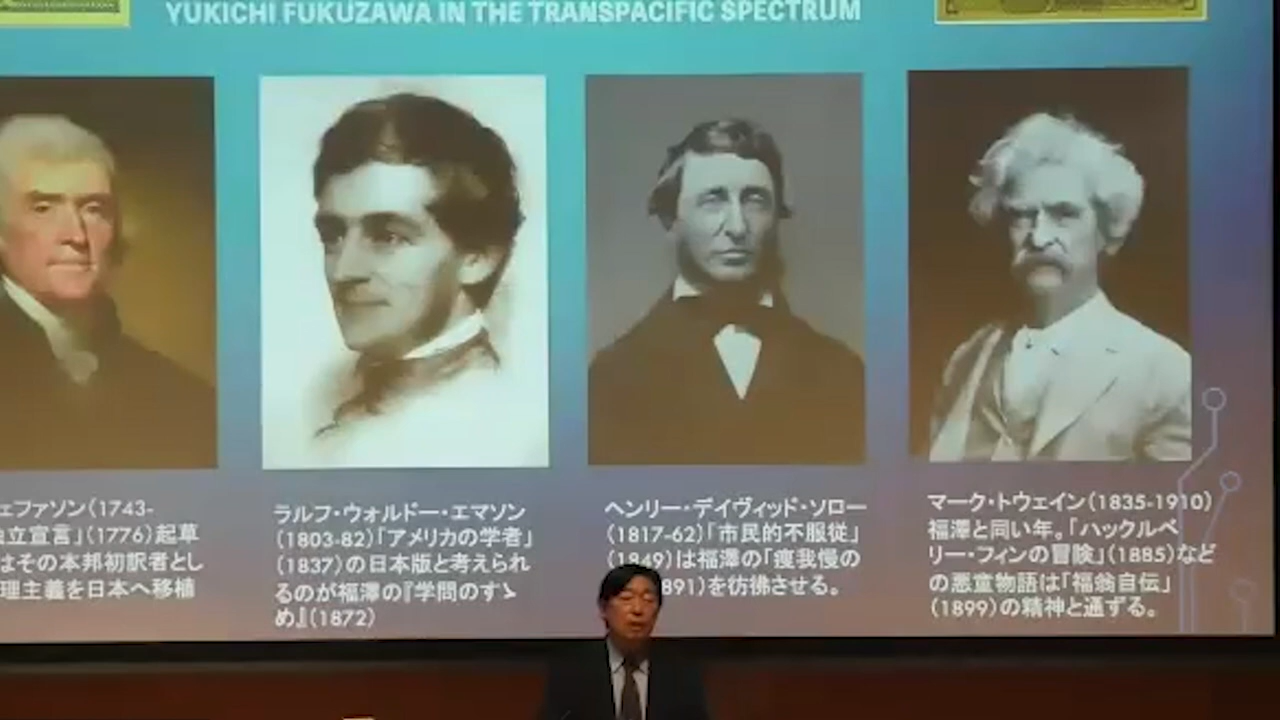 YUKICHI FUKUZAWA IN THE TRANSPACIFIC SPECTRUM
ェファソン(1743-
立宣言」(1776)起草
はその本邦初訳者とし
理主義を日本へ移植
ラルフ・ウォルドー・エマソン
(1803-82)「アメリカの学者」
(1837)の日本版と考えられ
るのが福澤の『学問のすゝ
め』(1872)
ヘンリー・デイヴィッド・ソロー
(1817-62)「市民的不服従」
(1849)は福澤の「瘦我慢の
891)を彷彿させる。
マーク・トウェイン(1835-1910)
福澤と同い年。「ハックルベ
リー・フィンの冒険」(1885)など
の悪童物語は「福翁自伝」
(1899)の精神と通ずる。